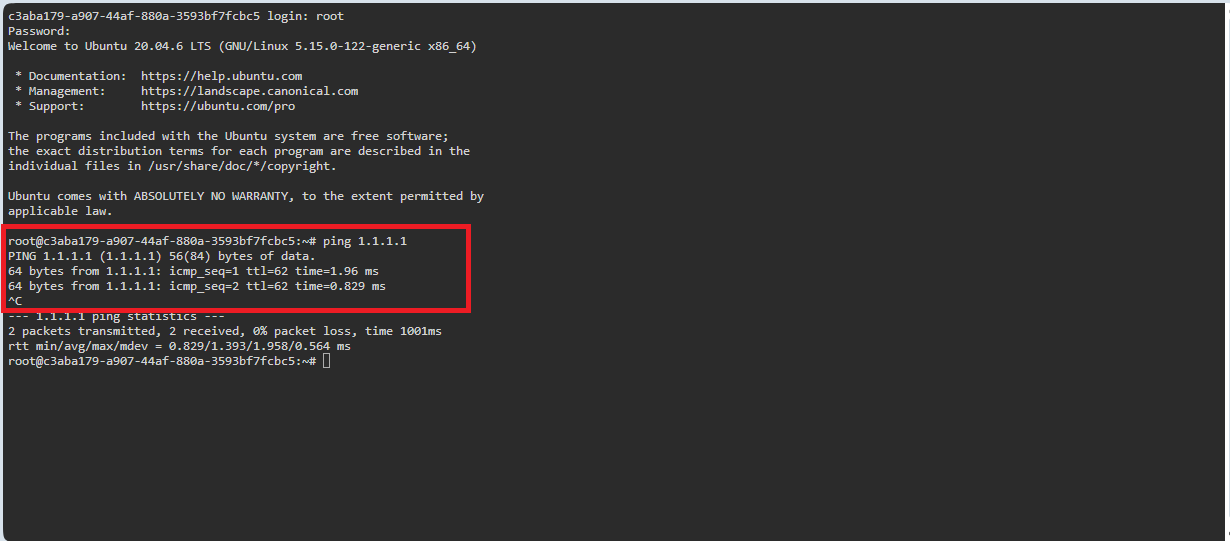 c3aba179-a907-44af-880a-3593bf7fcbc5 login: root
Password:
Welcome to Ubuntu 20.04.6 LTS (GNU/Linux 5.15.0-122-generic x86_64)

 * Documentation:  https://help.ubuntu.com
 * Management:     https://landscape.canonical.com
 * Support:        https://ubuntu.com/pro

The programs included with the Ubuntu system are free software;
the exact distribution terms for each program are described in the
individual files in /usr/share/doc/*/copyright.

Ubuntu comes with ABSOLUTELY NO WARRANTY, to the extent permitted by
applicable law.

root@c3aba179-a907-44af-880a-3593bf7fcbc5:~# ping 1.1.1.1
PING 1.1.1.1 (1.1.1.1) 56(84) bytes of data.
64 bytes from 1.1.1.1: icmp_seq=1 ttl=62 time=1.96 ms
64 bytes from 1.1.1.1: icmp_seq=2 ttl=62 time=0.829 ms
^C
--- 1.1.1.1 ping statistics ---
2 packets transmitted, 2 received, 0% packet loss, time 1001ms
rtt min/avg/max/mdev = 0.829/1.393/1.958/0.564 ms
root@c3aba179-a907-44af-880a-3593bf7fcbc5:~#